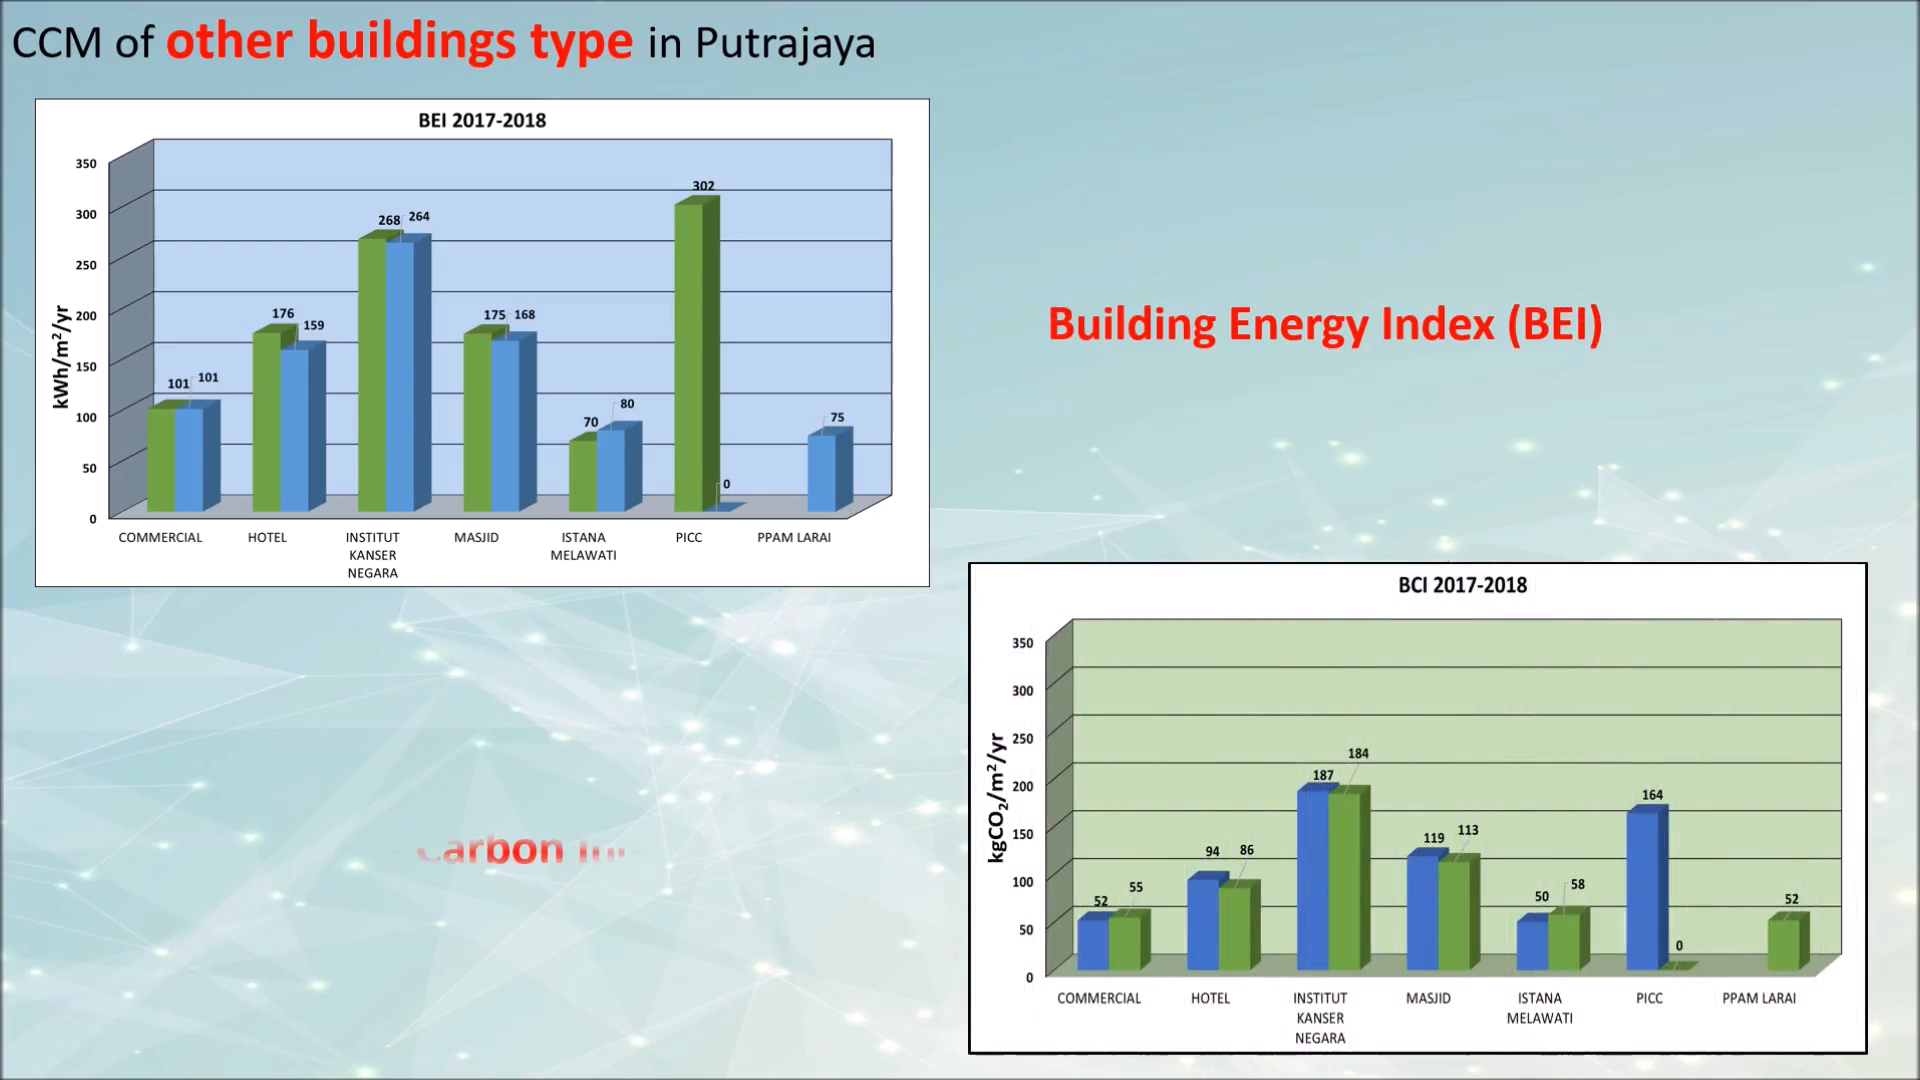 CCM of other buildings type in Putrajaya
BEI 2017-2018
kWh/m²/yr
350
300
250
200
150
100
50
0
101 101
176 159
268 264
175 168
70 80
302 0
75
COMMERCIAL
HOTEL
INSTITUT KANSER NEGARA
MASJID
ISTANA MELAWATI
PICC
PPAM LARAI
Building Energy Index (BEI)
Carbon
BCI 2017-2018
kgCO₂/m²/yr
350
300
250
200
150
100
50
0
52 55
94 86
187 184
119 113
50 58
164 0
52
COMMERCIAL
HOTEL
INSTITUT KANSER NEGARA
MASJID
ISTANA MELAWATI
PICC
PPAM LARAI